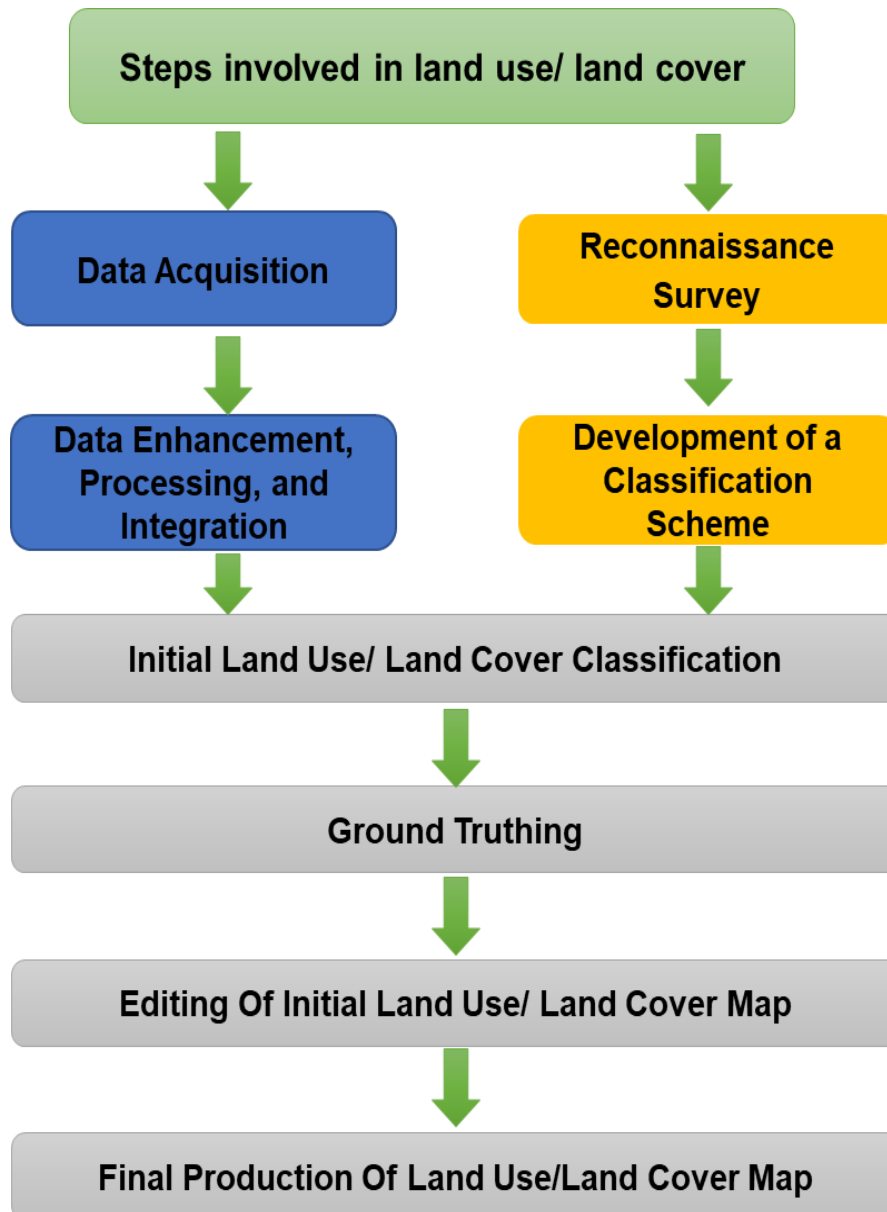 Steps involved in land use/ land cover
Data Acquisition
Reconnaissance
Survey
Data Enhancement,
Processing, and
Integration
Development of a
Classification
Scheme
Initial Land Use/ Land Cover Classification
Ground Truthing
Editing Of Initial Land Use/ Land Cover Map
Final Production Of Land Use/Land Cover Map